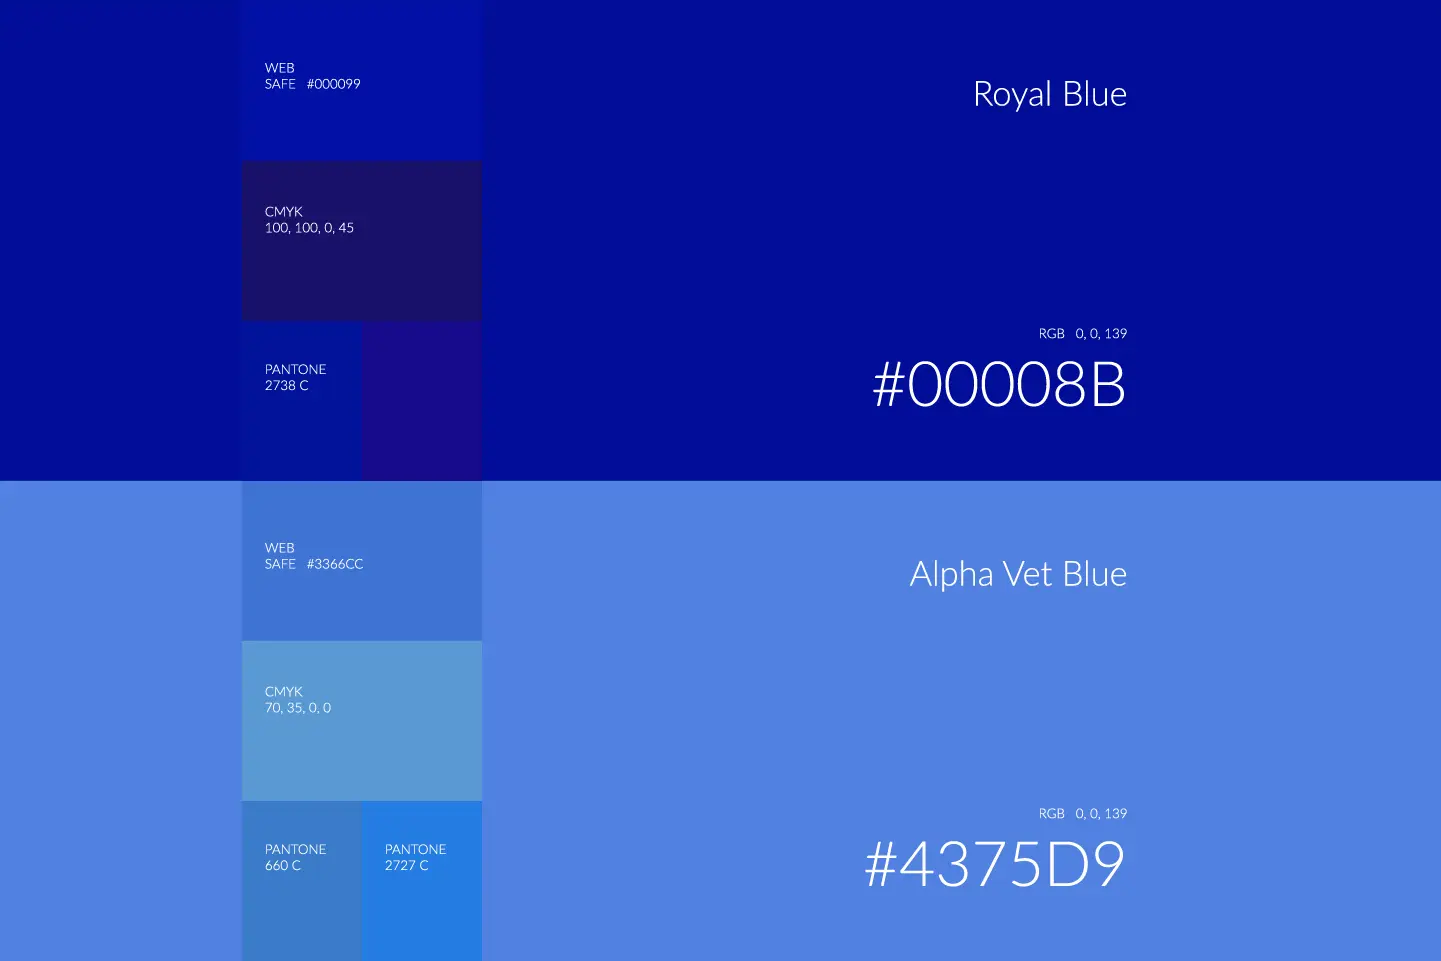 WEB
SAFE #000099
Royal Blue
CMYK
100, 100, 0, 45
RGB 0, 0, 139
#00008B
PANTONE
2738 C
WEB
SAFE #3366CC
Alpha Vet Blue
CMYK
70, 35, 0, 0
RGB 0, 0, 139
#4375D9
PANTONE
660 C
PANTONE
2727 C